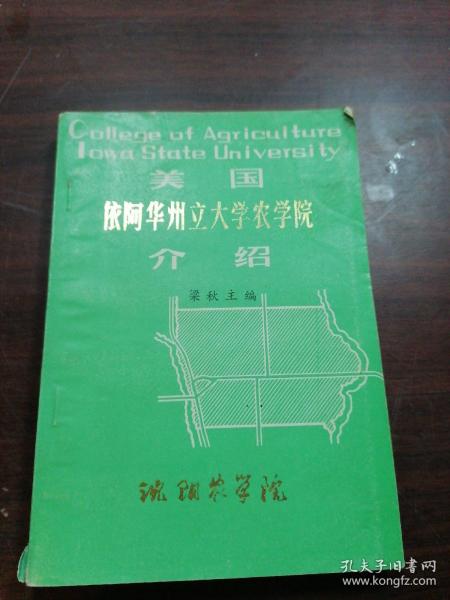 College of Agriculture
Iowa State University
美国
依阿华州立大学农学院
介绍
梁秋主编
沈阳农学院
孔夫子旧书网
www.kongfz.com